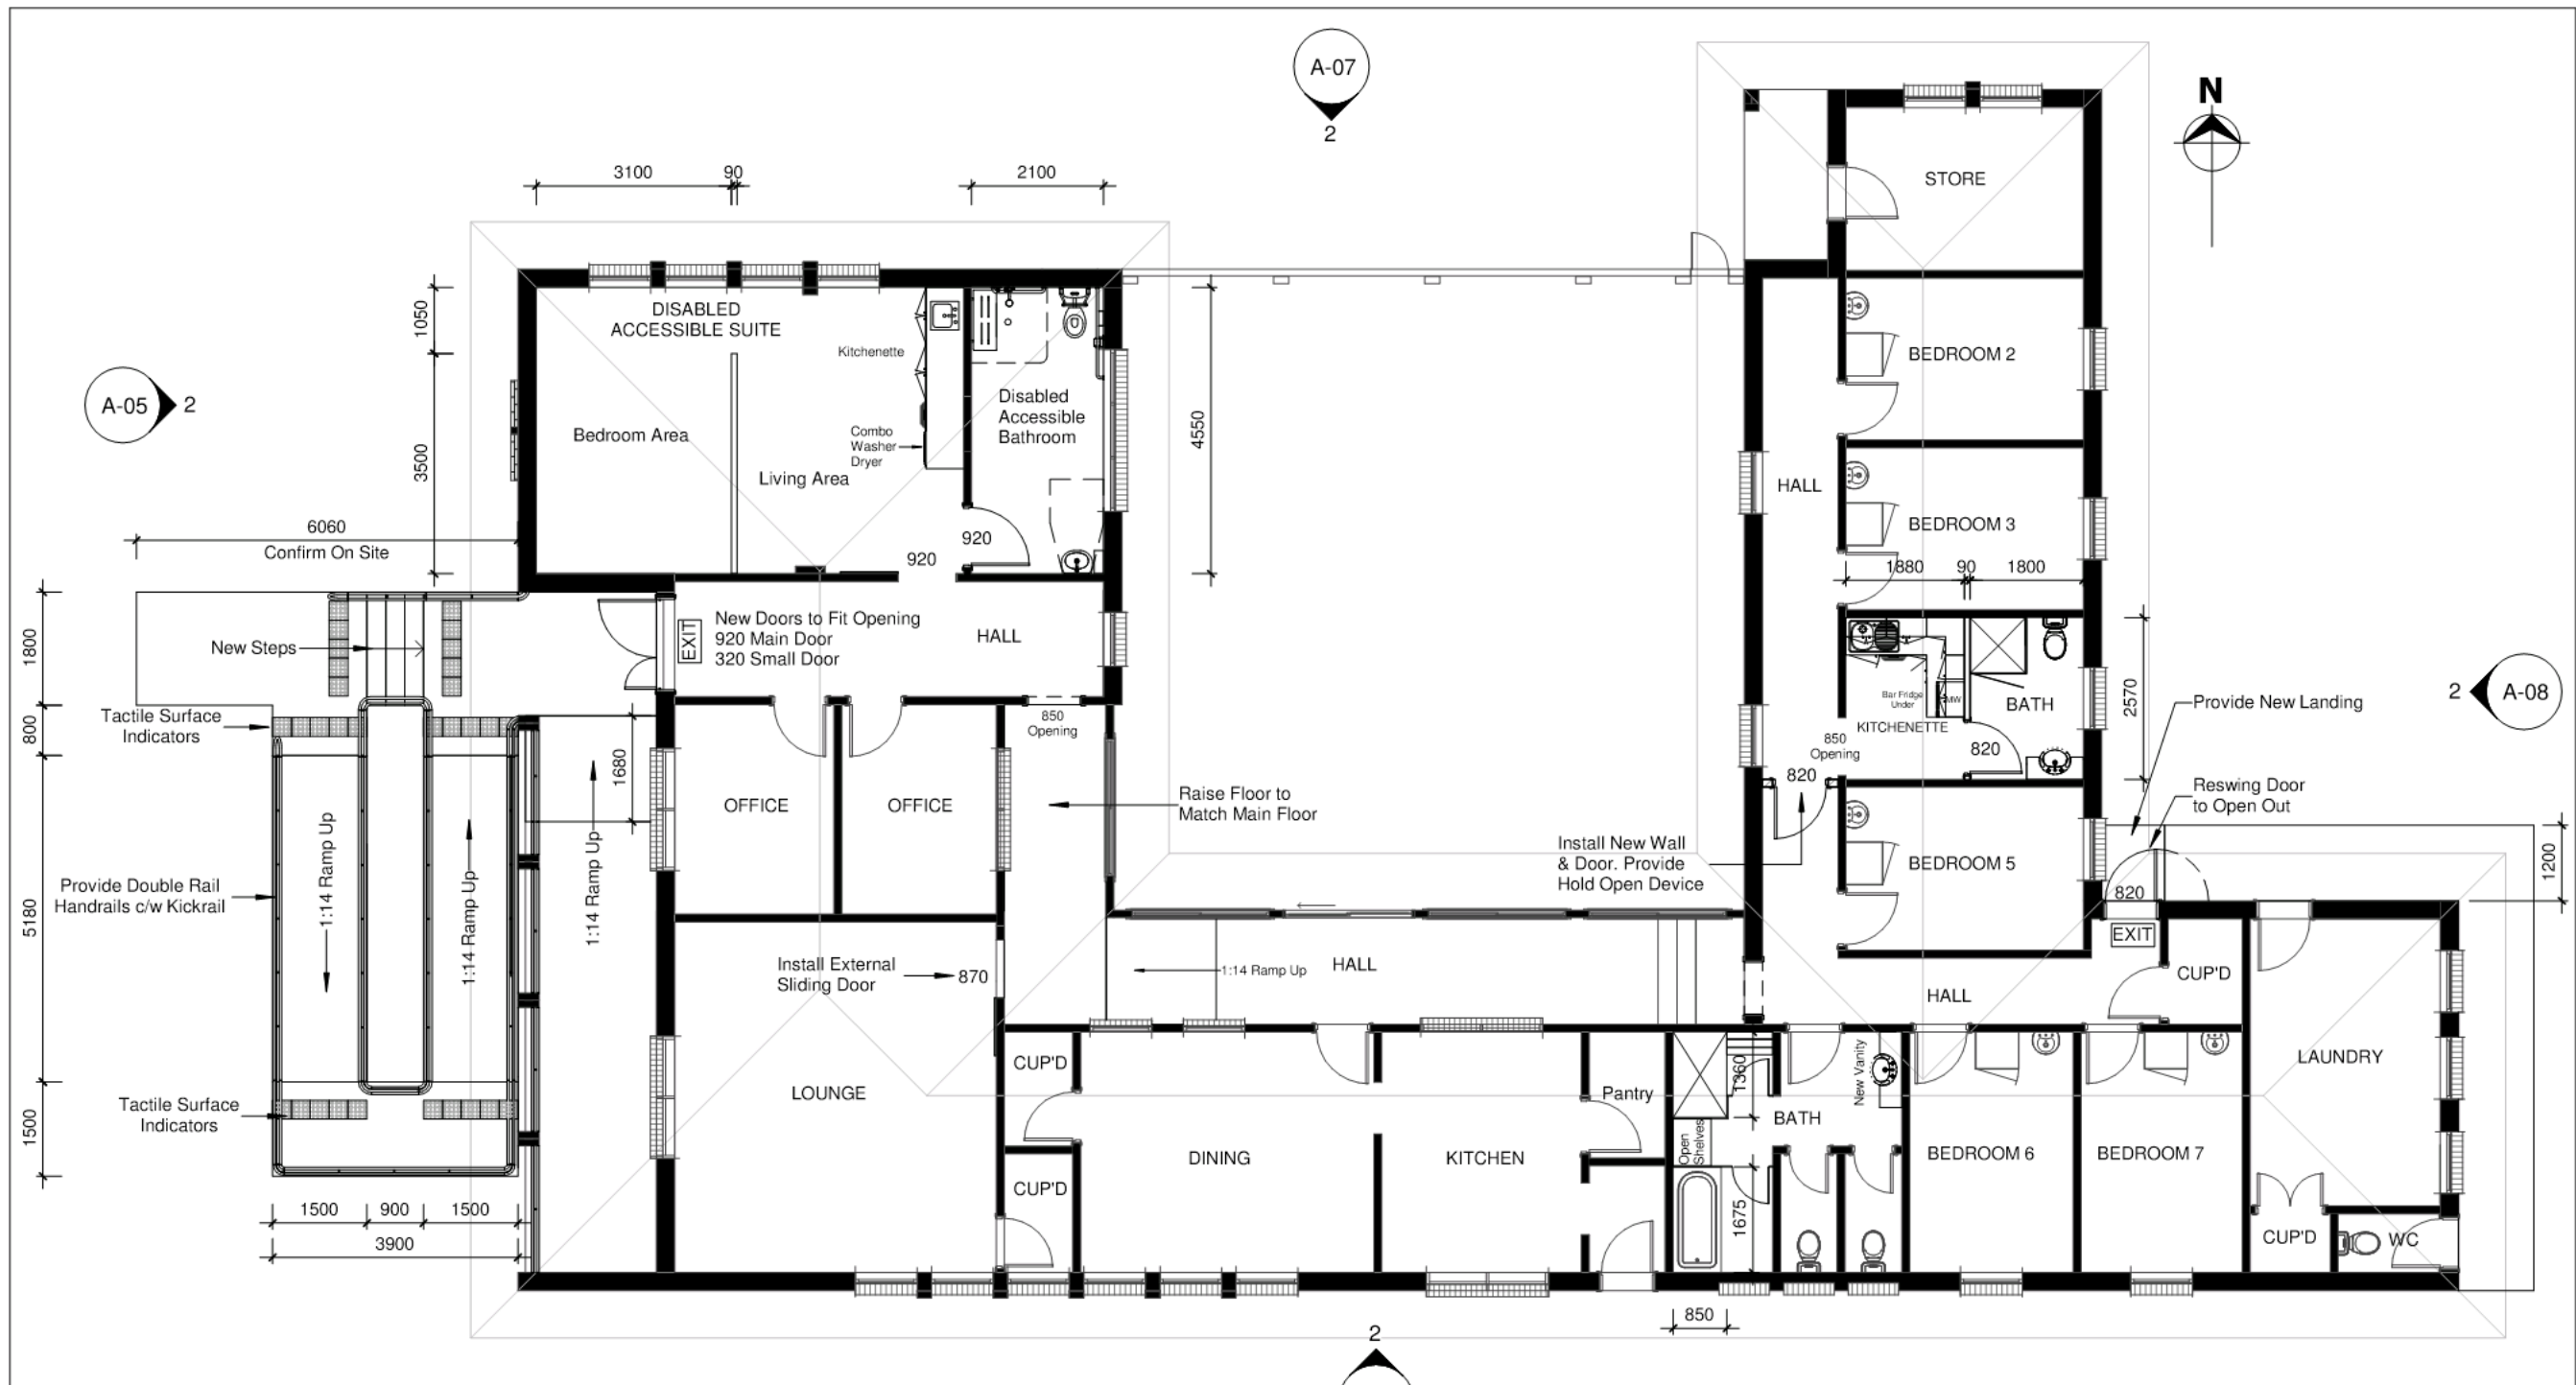 A-07
2
N
3100
90
2100
STORE
DISABLED
ACCESSIBLE SUITE
1050
Kitchenette
A-05
2
Disabled
Accessible
Bathroom
BEDROOM 2
Bedroom Area
Combo
Washer
Dryer
4550
3500
Living Area
HALL
BEDROOM 3
6060
Confirm On Site
920
920
1880
90
1800
1800
New Steps
EXIT
New Doors to Fit Opening
920 Main Door
320 Small Door
HALL
Bar Fridge
Under
MW
BATH
KITCHENETTE
2570
Provide New Landing
2
A-08
Tactile Surface
Indicators
800
850
Opening
850
Opening
820
820
1680
Reswing Door
to Open Out
OFFICE
OFFICE
Raise Floor to
Match Main Floor
Install New Wall
& Door. Provide
Hold Open Device
BEDROOM 5
820
1200
Provide Double Rail
Handrails c/w Kickrail
5180
1:14 Ramp Up
1:14 Ramp Up
1:14 Ramp Up
EXIT
Install External
Sliding Door
870
1:14 Ramp Up
HALL
HALL
CUP'D
LOUNGE
CUP'D
Pantry
1360
New Vanity
LAUNDRY
Tactile Surface
Indicators
1500
BATH
Open
Shelves
DINING
KITCHEN
BEDROOM 6
BEDROOM 7
CUP'D
1675
1500
900
1500
3900
CUP'D
WC
850
2